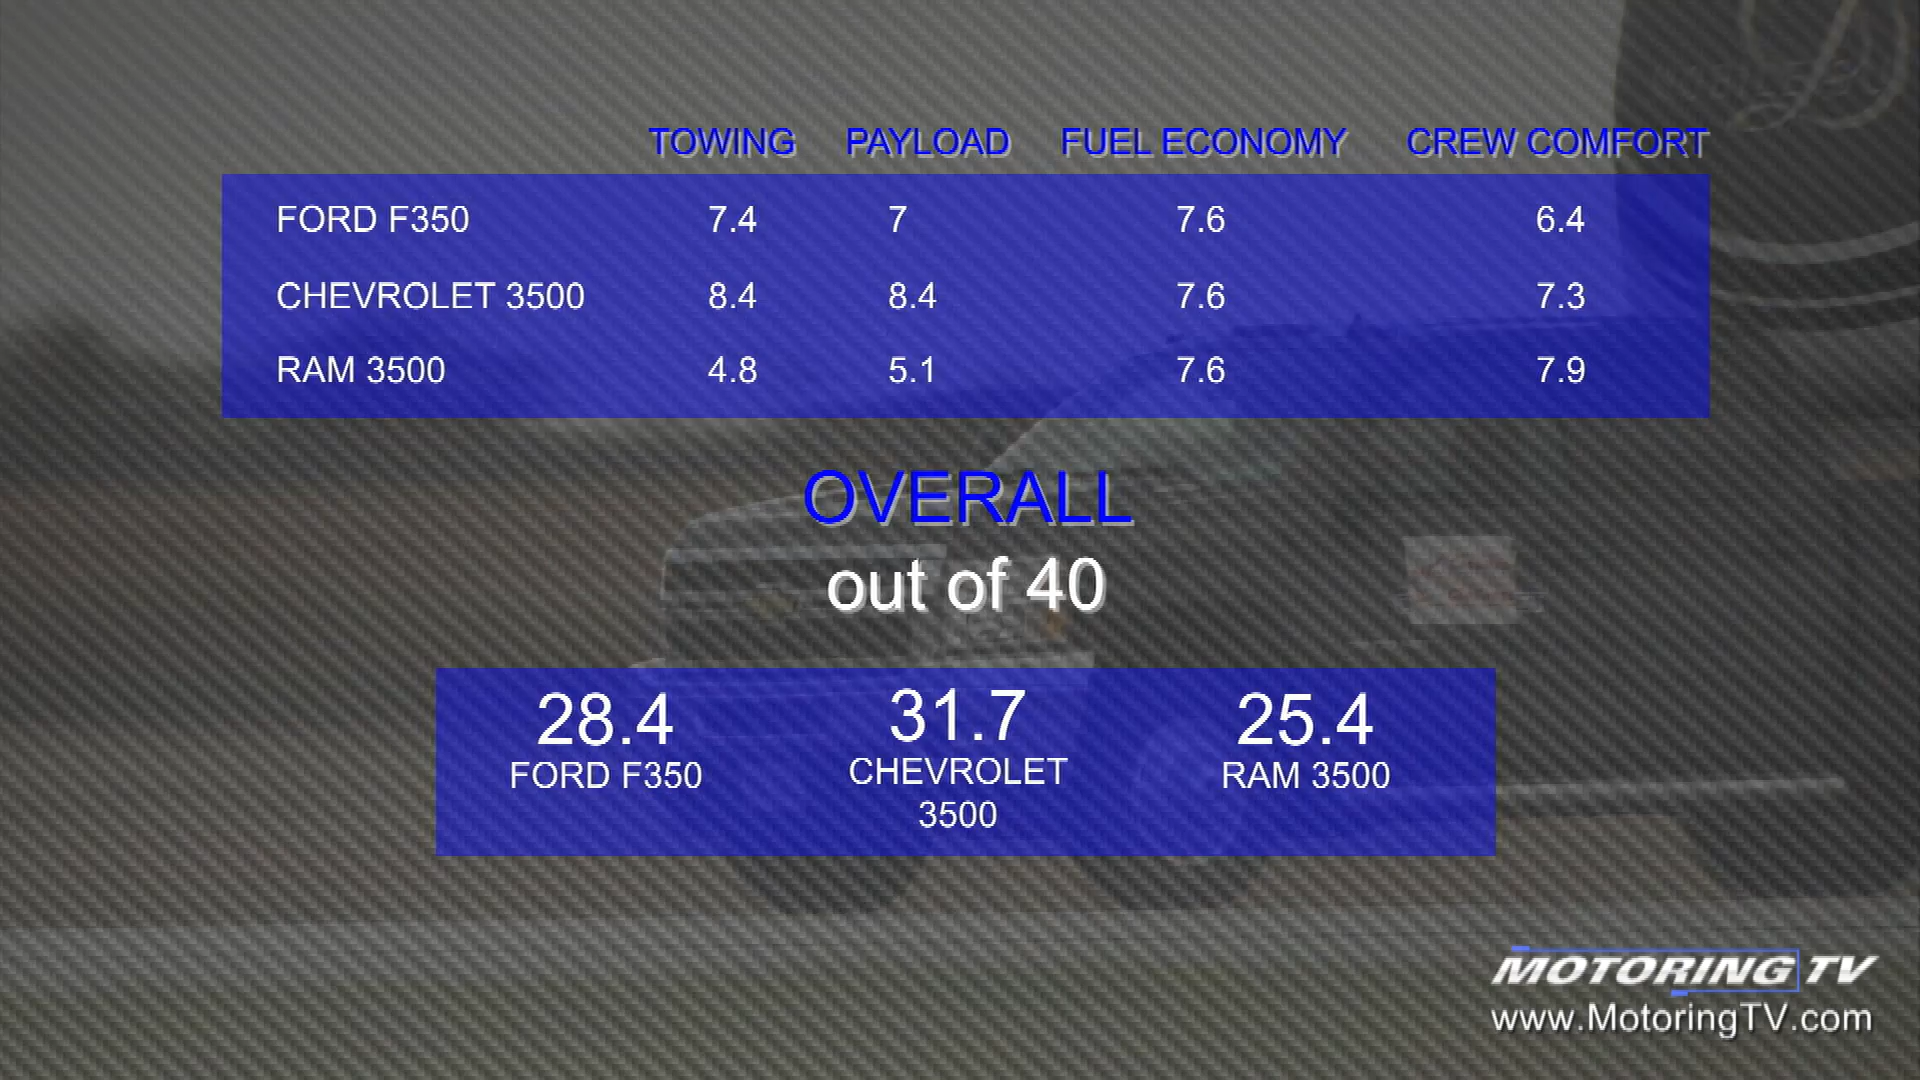 TOWING PAYLOAD FUEL ECONOMY CREW COMFORT
FORD F350 7.4 7 7.6 6.4
CHEVROLET 3500 8.4 8.4 7.6 7.3
RAM 3500 4.8 5.1 7.6 7.9
OVERALL
out of 40
28.4 31.7 25.4
FORD F350 CHEVROLET RAM 3500
3500
MOTORING TV
www.MotoringTV.com